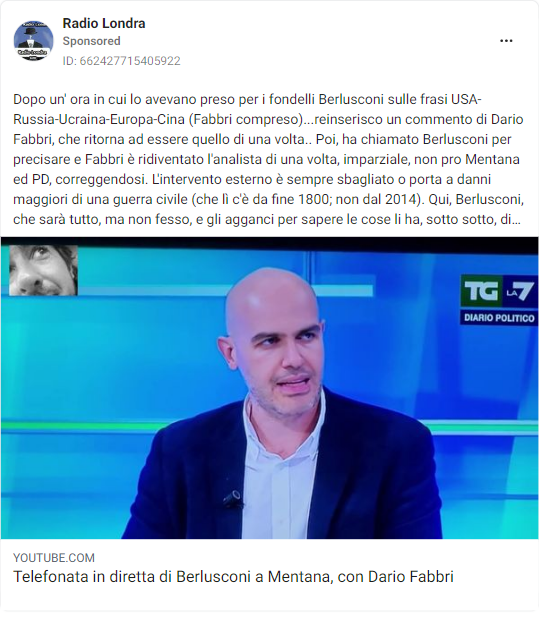 Radio Londra
Sponsored
ID: 662427715405922
Dopo un' ora in cui lo avevano preso per i fondelli Berlusconi sulle frasi USA-
Russia-Ucraina-Europa-Cina (Fabbri compreso)...reinserisco un commento di Dario
Fabbri, che ritorna ad essere quello di una volta.. Poi, ha chiamato Berlusconi per
precisare e Fabbri è ridiventato l'analista di una volta, imparziale, non pro Mentana
ed PD, correggendosi. L'intervento esterno è sempre sbagliato o porta a danni
maggiori di una guerra civile (che lì c'è da fine 1800; non dal 2014). Qui, Berlusconi,
che sarà tutto, ma non fesso, e gli agganci per sapere le cose li ha, sotto sotto, di...
TG LA7
DIARIO POLITICO
YOUTUBE.COM
Telefonata in diretta di Berlusconi a Mentana, con Dario Fabbri